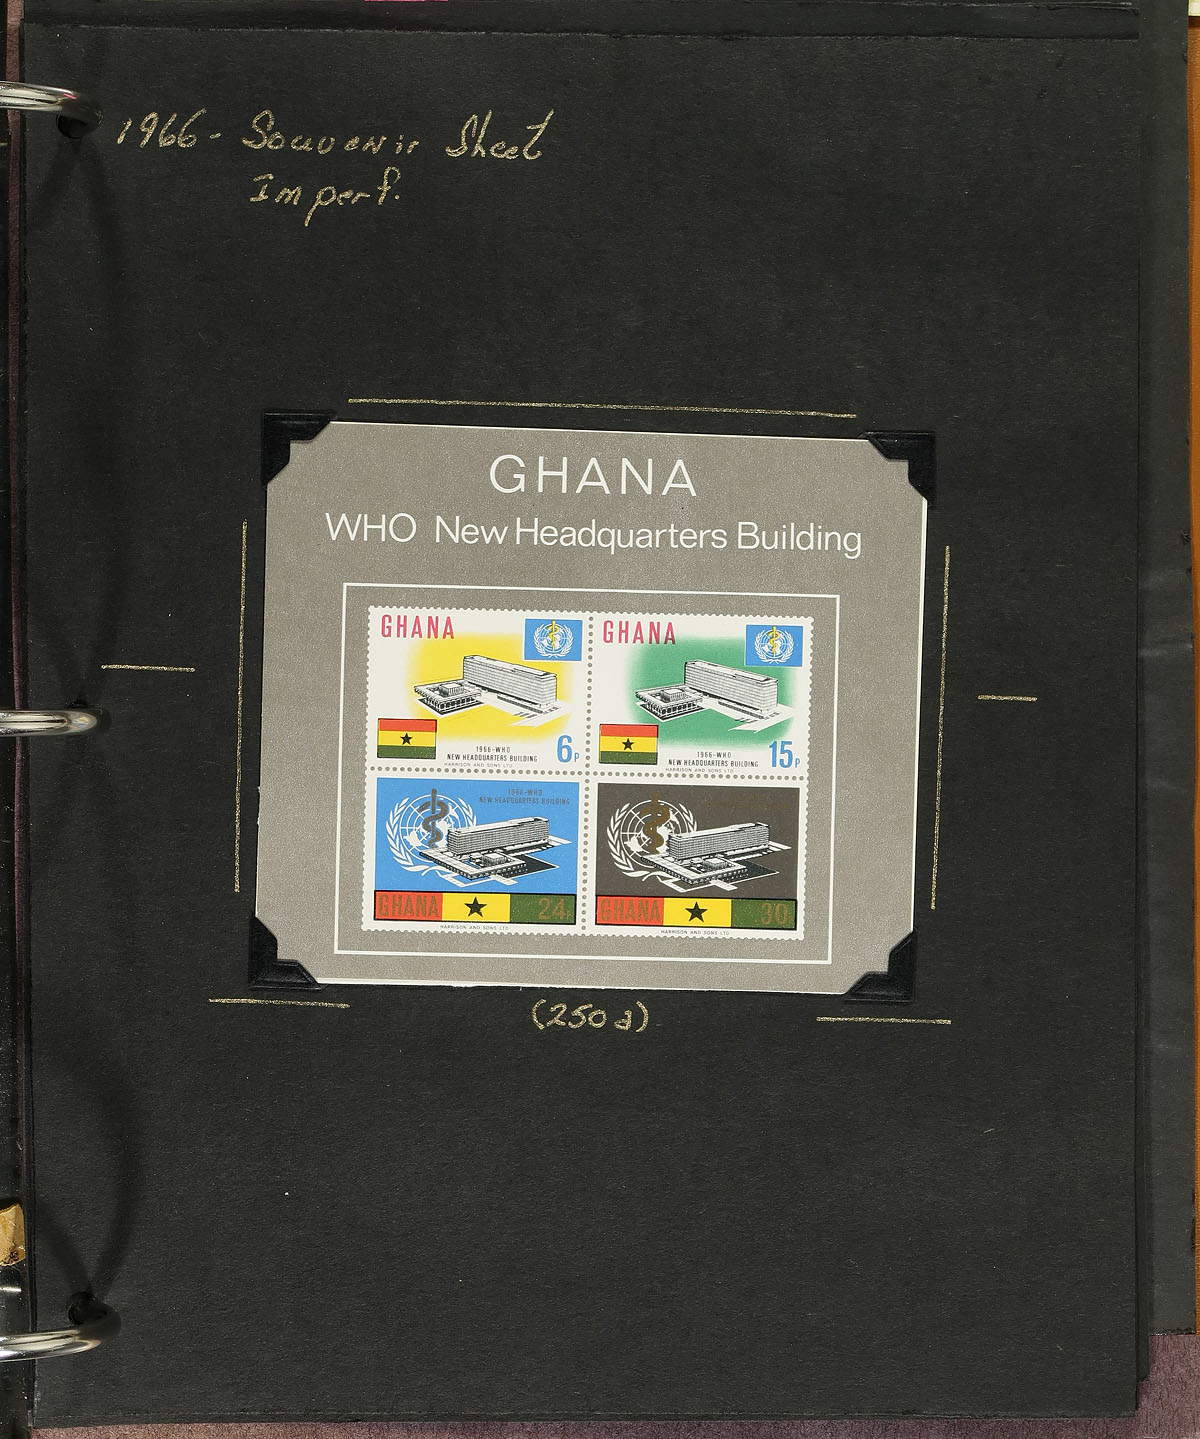 1966- Souvenir Sheet
Imperf.
GHANA
WHO New Headquarters Building
GHANA
1966-WHO
NEW HEADQUARTERS BUILDING
HARRISON AND SONS LTD
6P
GHANA
1966-WHO
NEW HEADQUARTERS BUILDING
HARRISON AND SONS LTD
15P
1966-WHO
NEW HEADQUARTERS BUILDING
GHANA 24P
HARRISON AND SONS LTD
GHANA 30
HARRISON AND SONS LTD
(250a)